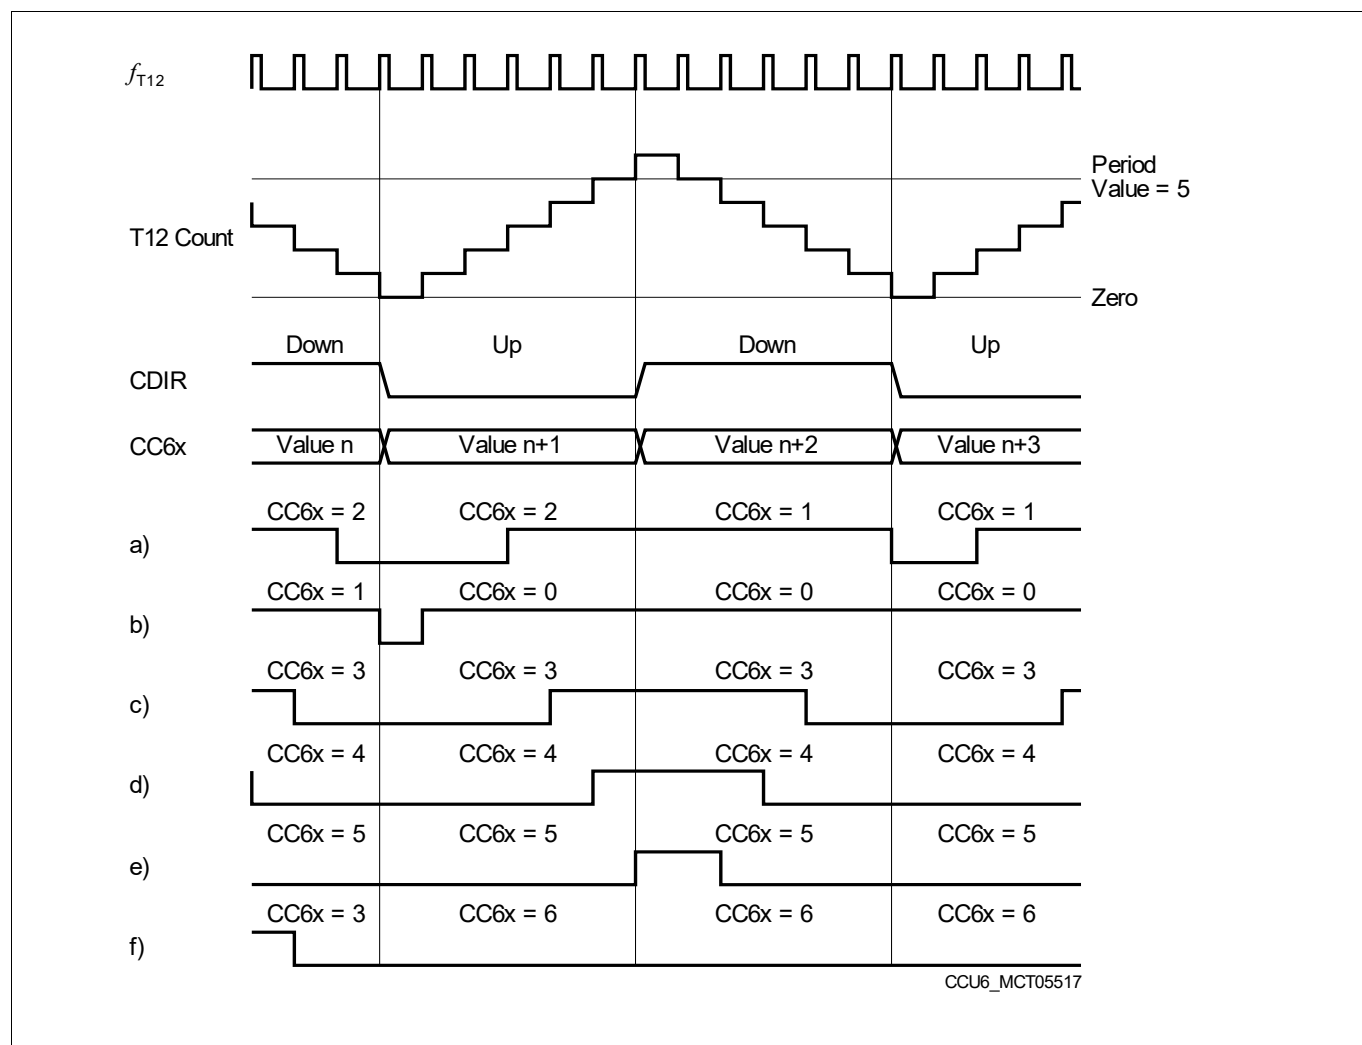 fT12
Period
Value = 5
T12 Count
Zero
Down Up Down Up
CDIR
CC6x Value n Value n+1 Value n+2 Value n+3
CC6x = 2 CC6x = 2 CC6x = 1 CC6x = 1
a)
CC6x = 1 CC6x = 0 CC6x = 0 CC6x = 0
b)
CC6x = 3 CC6x = 3 CC6x = 3 CC6x = 3
c)
CC6x = 4 CC6x = 4 CC6x = 4 CC6x = 4
d)
CC6x = 5 CC6x = 5 CC6x = 5 CC6x = 5
e)
CC6x = 3 CC6x = 6 CC6x = 6 CC6x = 6
f)
CCU6_MCT05517